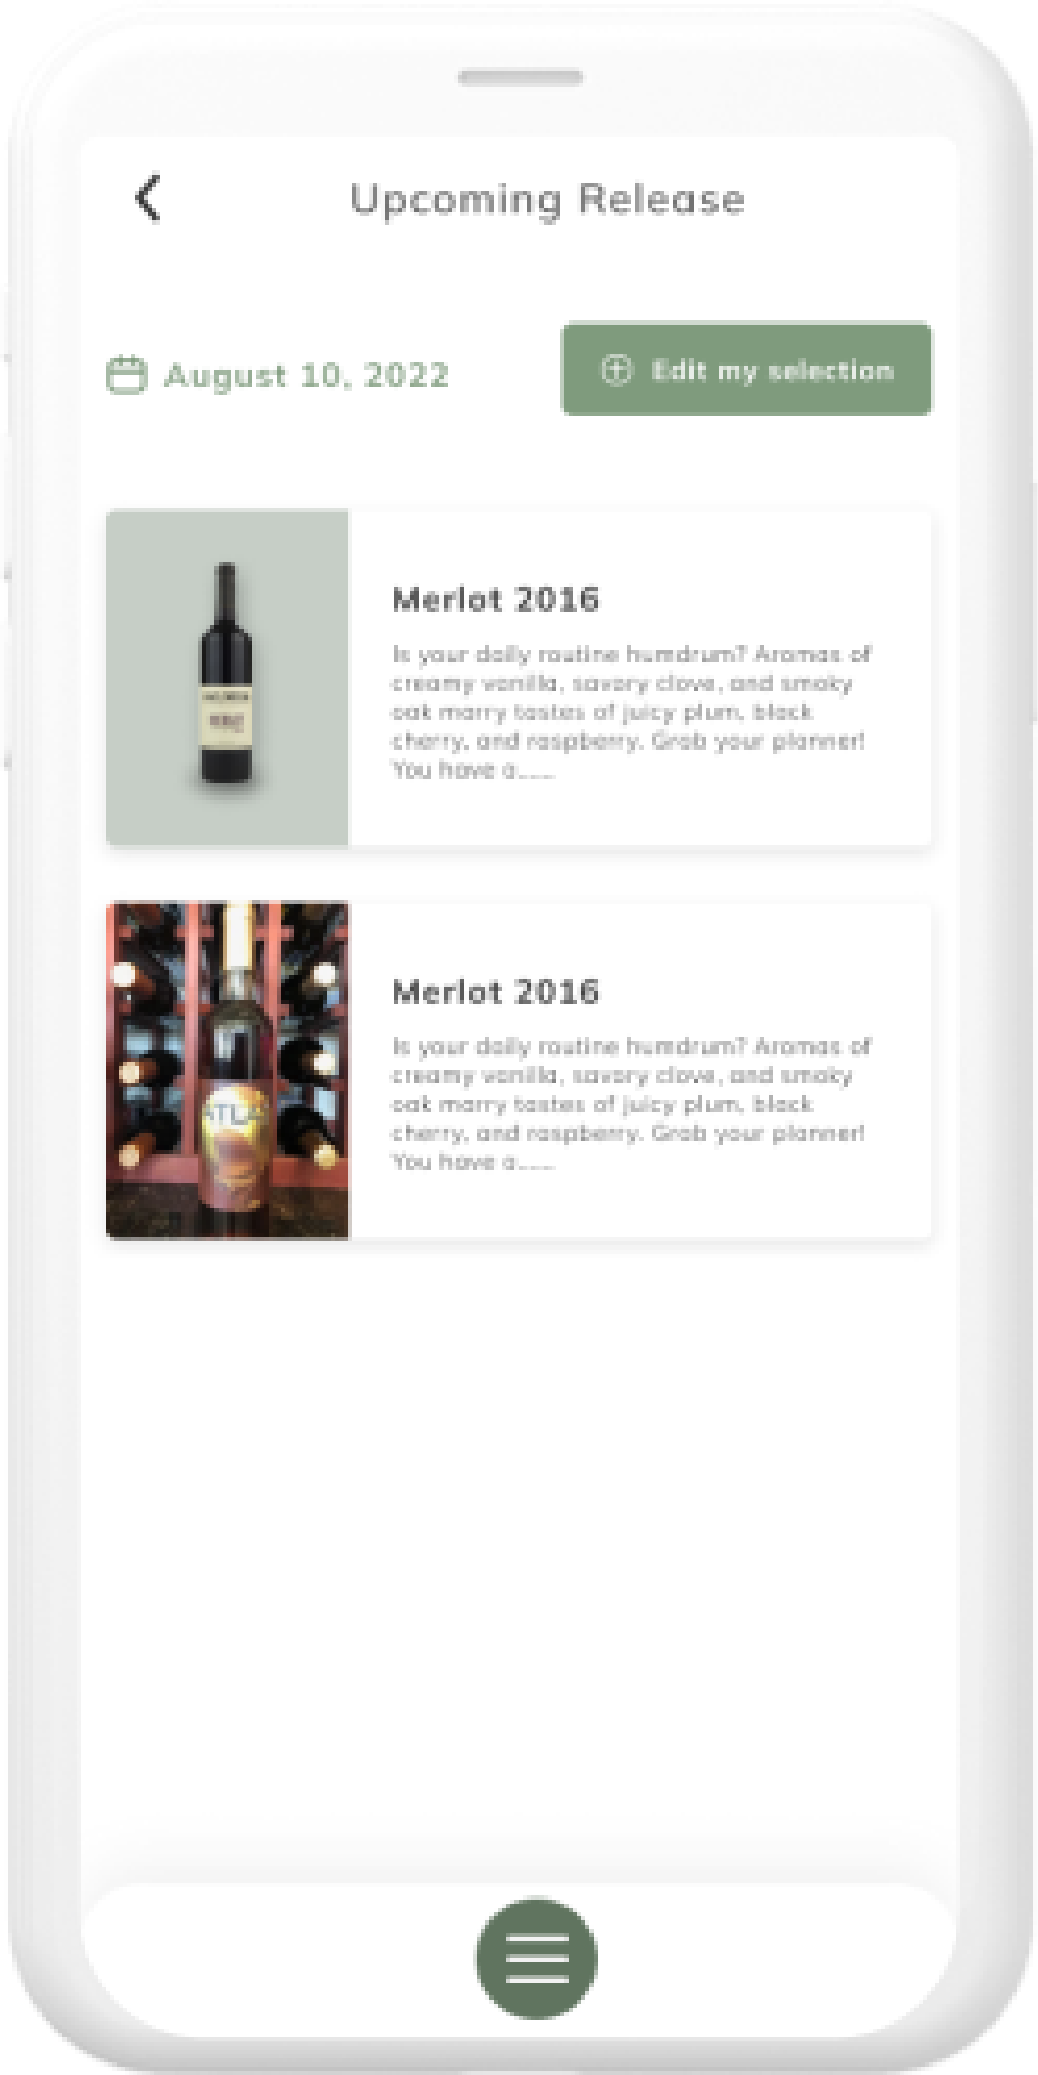 Upcoming Release
August 10, 2022
Edit my selection
Merlot 2016
Is your daily routine humdrum? Aromas of
creamy vanilla, savory clove, and smoky
oak marry tastes of juicy plum, black
cherry, and raspberry. Grab your planner!
You have a.....
Merlot 2016
Is your daily routine humdrum? Aromas of
creamy vanilla, savory clove, and smoky
oak marry tastes of juicy plum, black
cherry, and raspberry. Grab your planner!
You have a.....